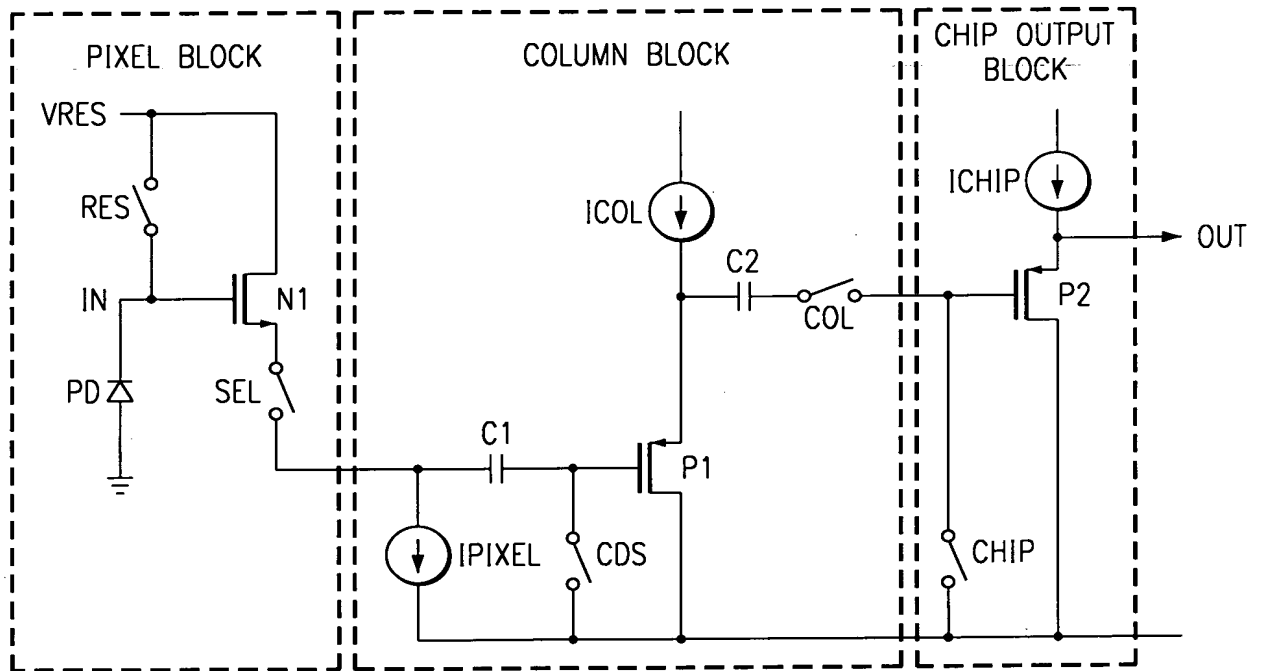 PIXEL BLOCK
COLUMN BLOCK
CHIP OUTPUT
BLOCK
VRES
RES
IN
N1
PD
SEL
ICOL
C2
COL
C1
P1
IPIXEL
CDS
ICHIP
OUT
P2
CHIP